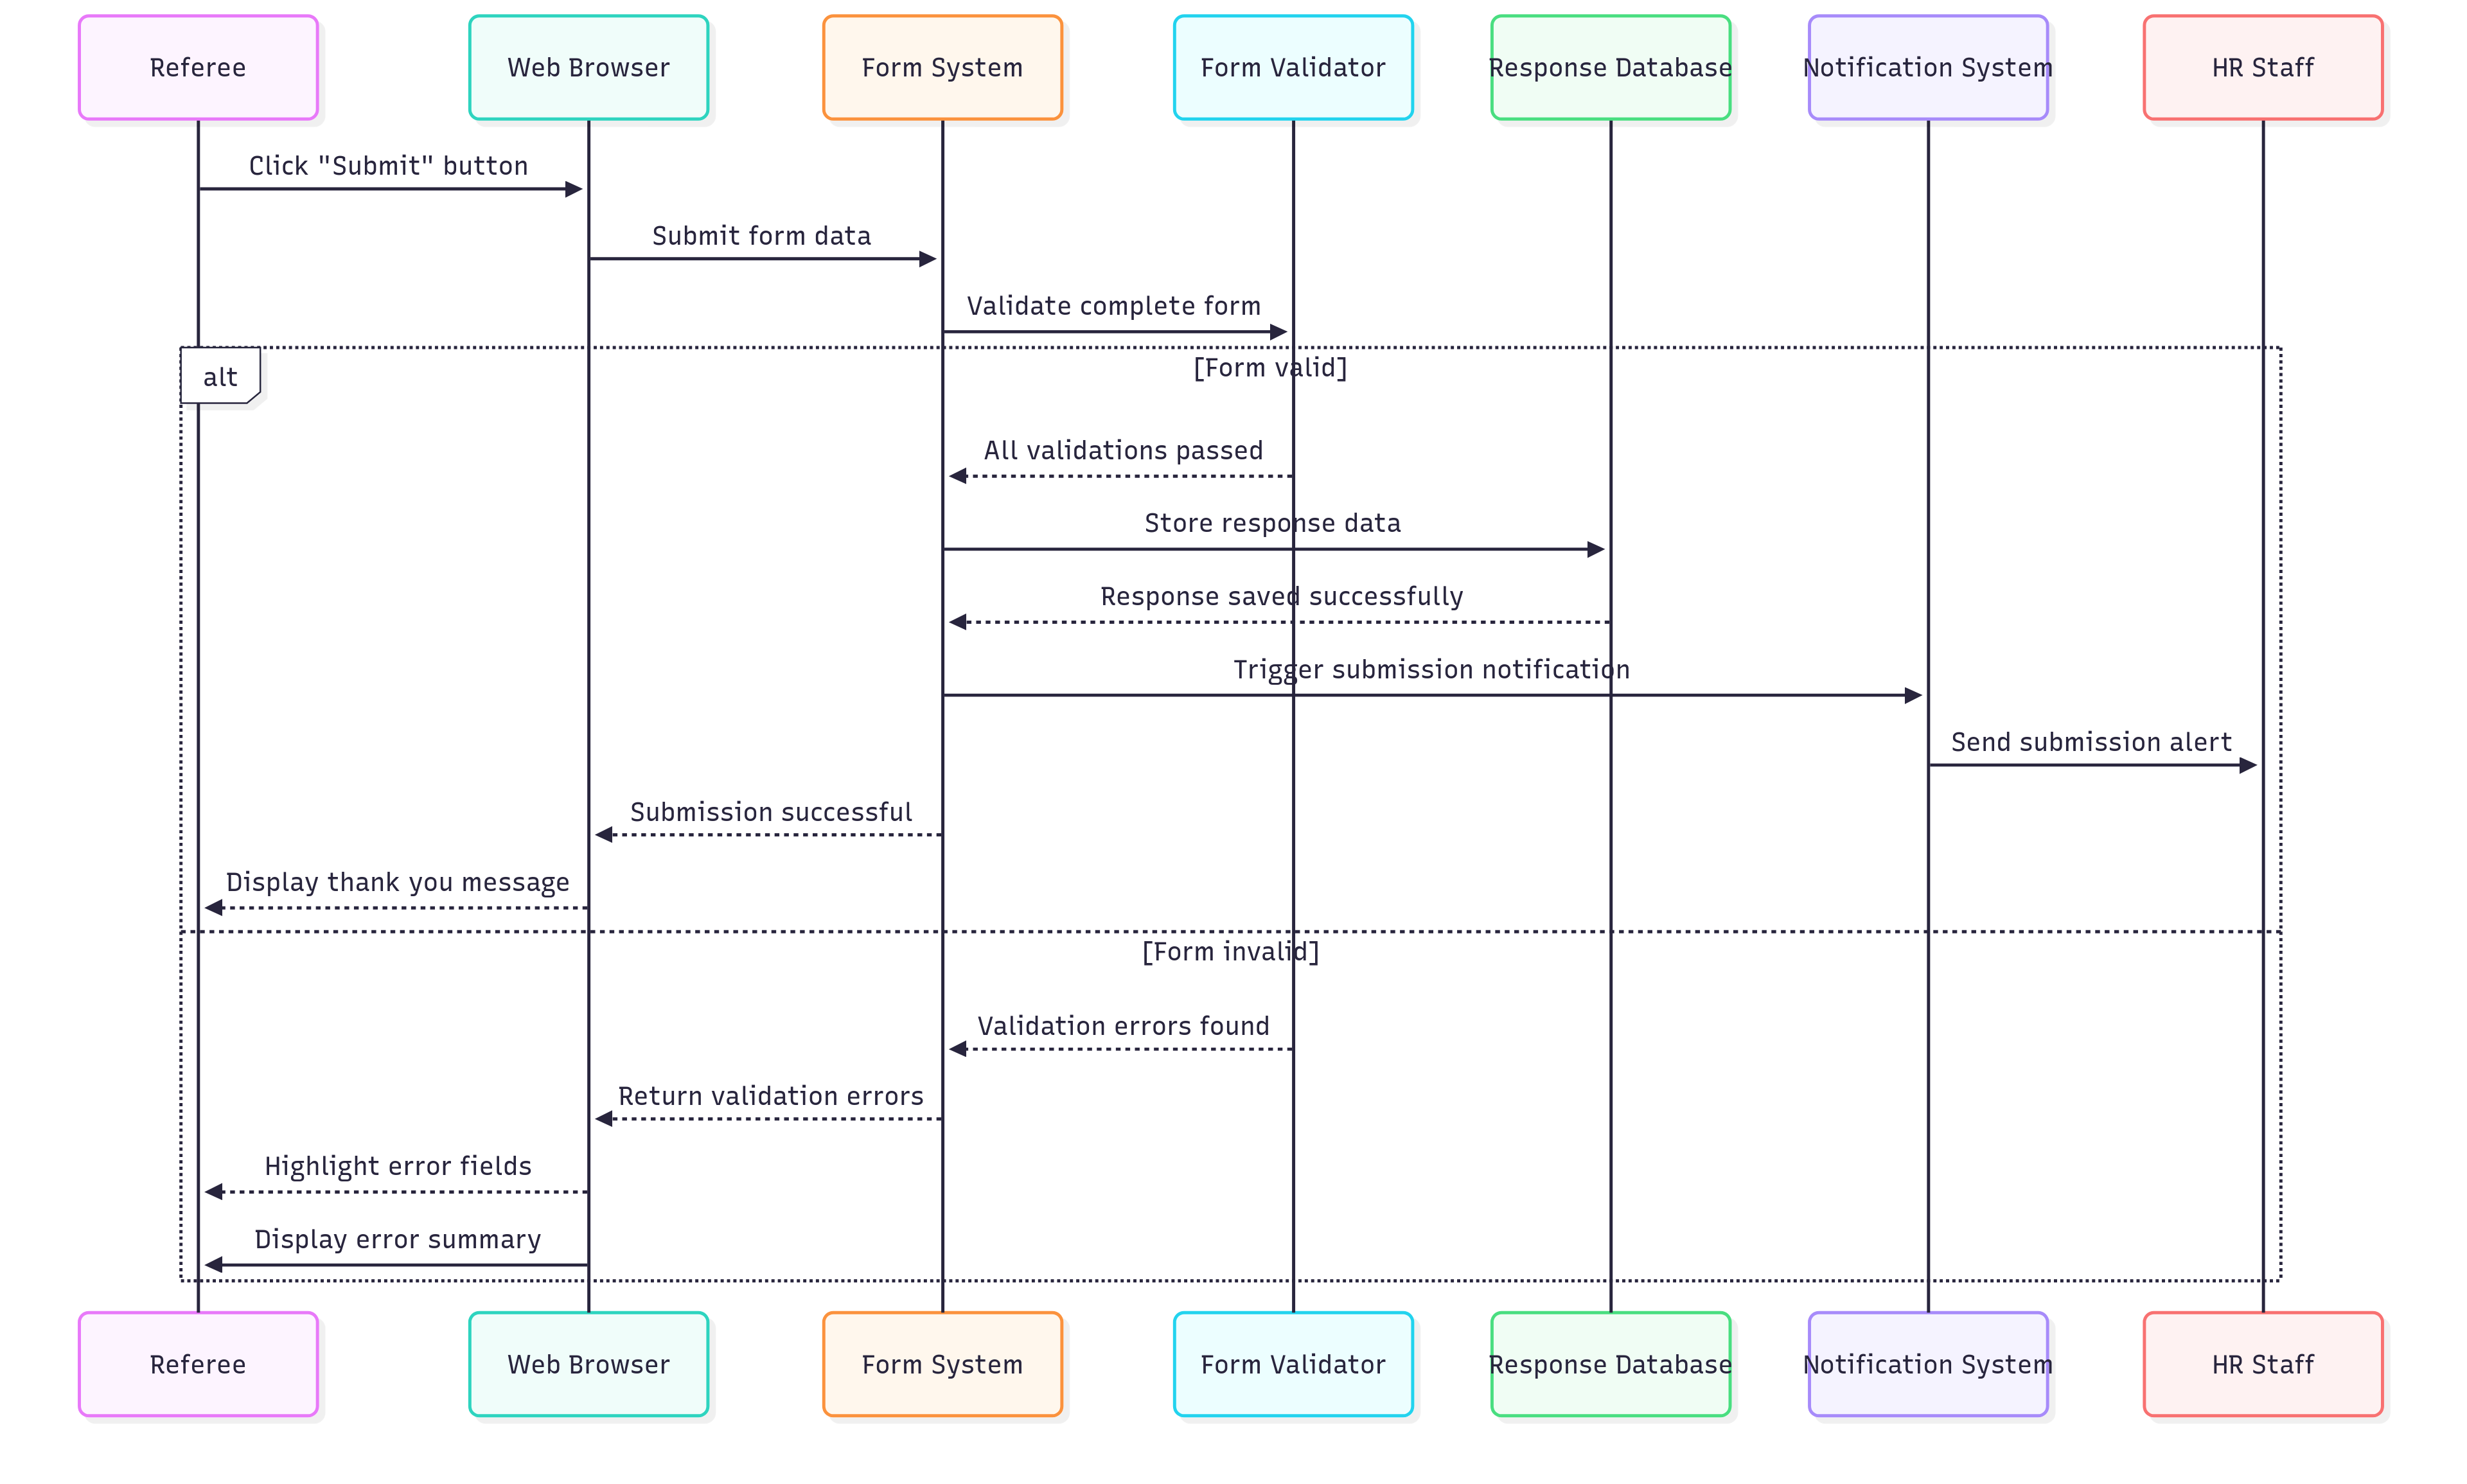 Referee
Web Browser
Form System
Form Validator
Response Database
Notification System
HR Staff
Click "Submit" button
Submit form data
Validate complete form
alt
[Form valid]
All validations passed
Store response data
Response saved successfully
Trigger submission notification
Send submission alert
Submission successful
Display thank you message
[Form invalid]
Validation errors found
Return validation errors
Highlight error fields
Display error summary
Referee
Web Browser
Form System
Form Validator
Response Database
Notification System
HR Staff